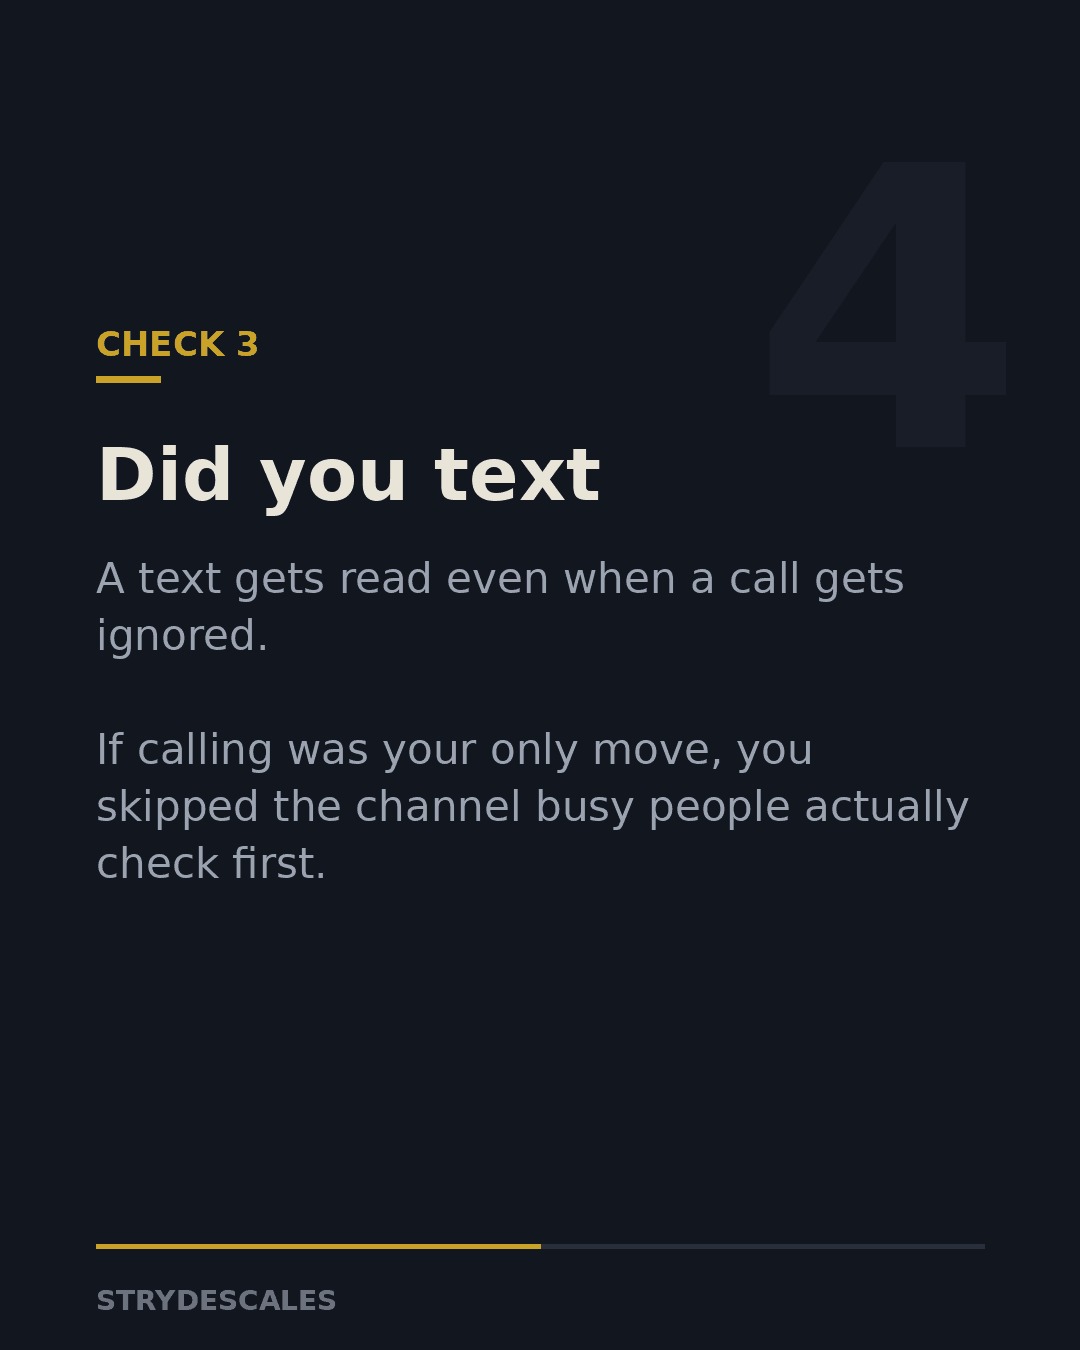 4
CHECK 3
Did you text
A text gets read even when a call gets
ignored.
If calling was your only move, you
skipped the channel busy people actually
check first.
STRYDESCALES